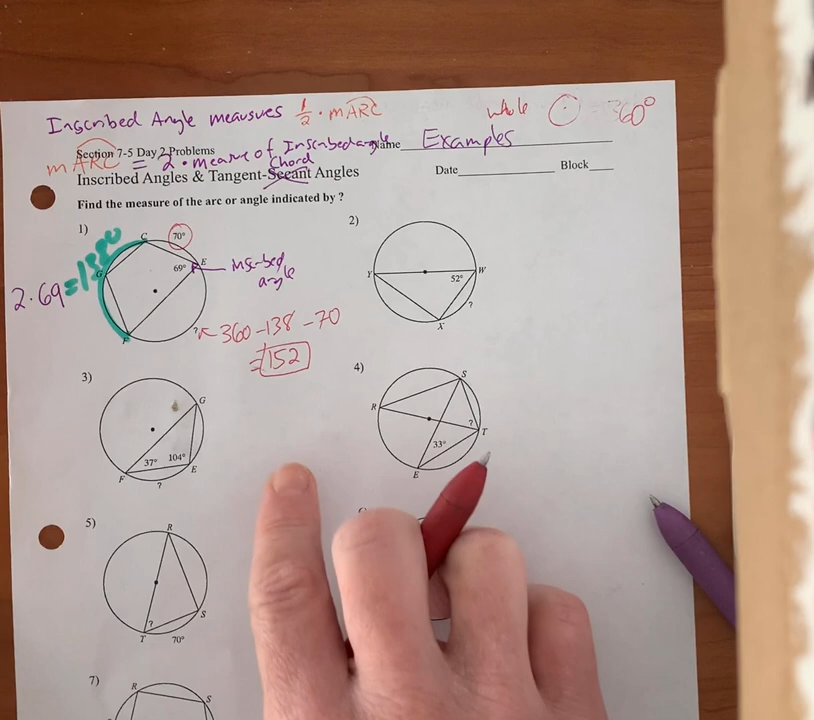 Inscribed Angle measures 1/2 · mARC
whole ⊙ 360°
Section 7-5 Day 2 Problems
Name Examples
mARC = 2 · measure of Inscribed angle
Chord
Inscribed Angles & Tangent-Secant Angles
Date Block
Find the measure of the arc or angle indicated by ?
1)
C
70°
G
69°
E
F
?
2 · 69 = 138°
Inscribed
angle
360 - 138 - 70
= 152
2)
Y
W
52°
?
X
3)
G
37°
104°
F
E
?
4)
S
R
?
T
33°
E
5)
R
S
?
T
70°
7)
R
S